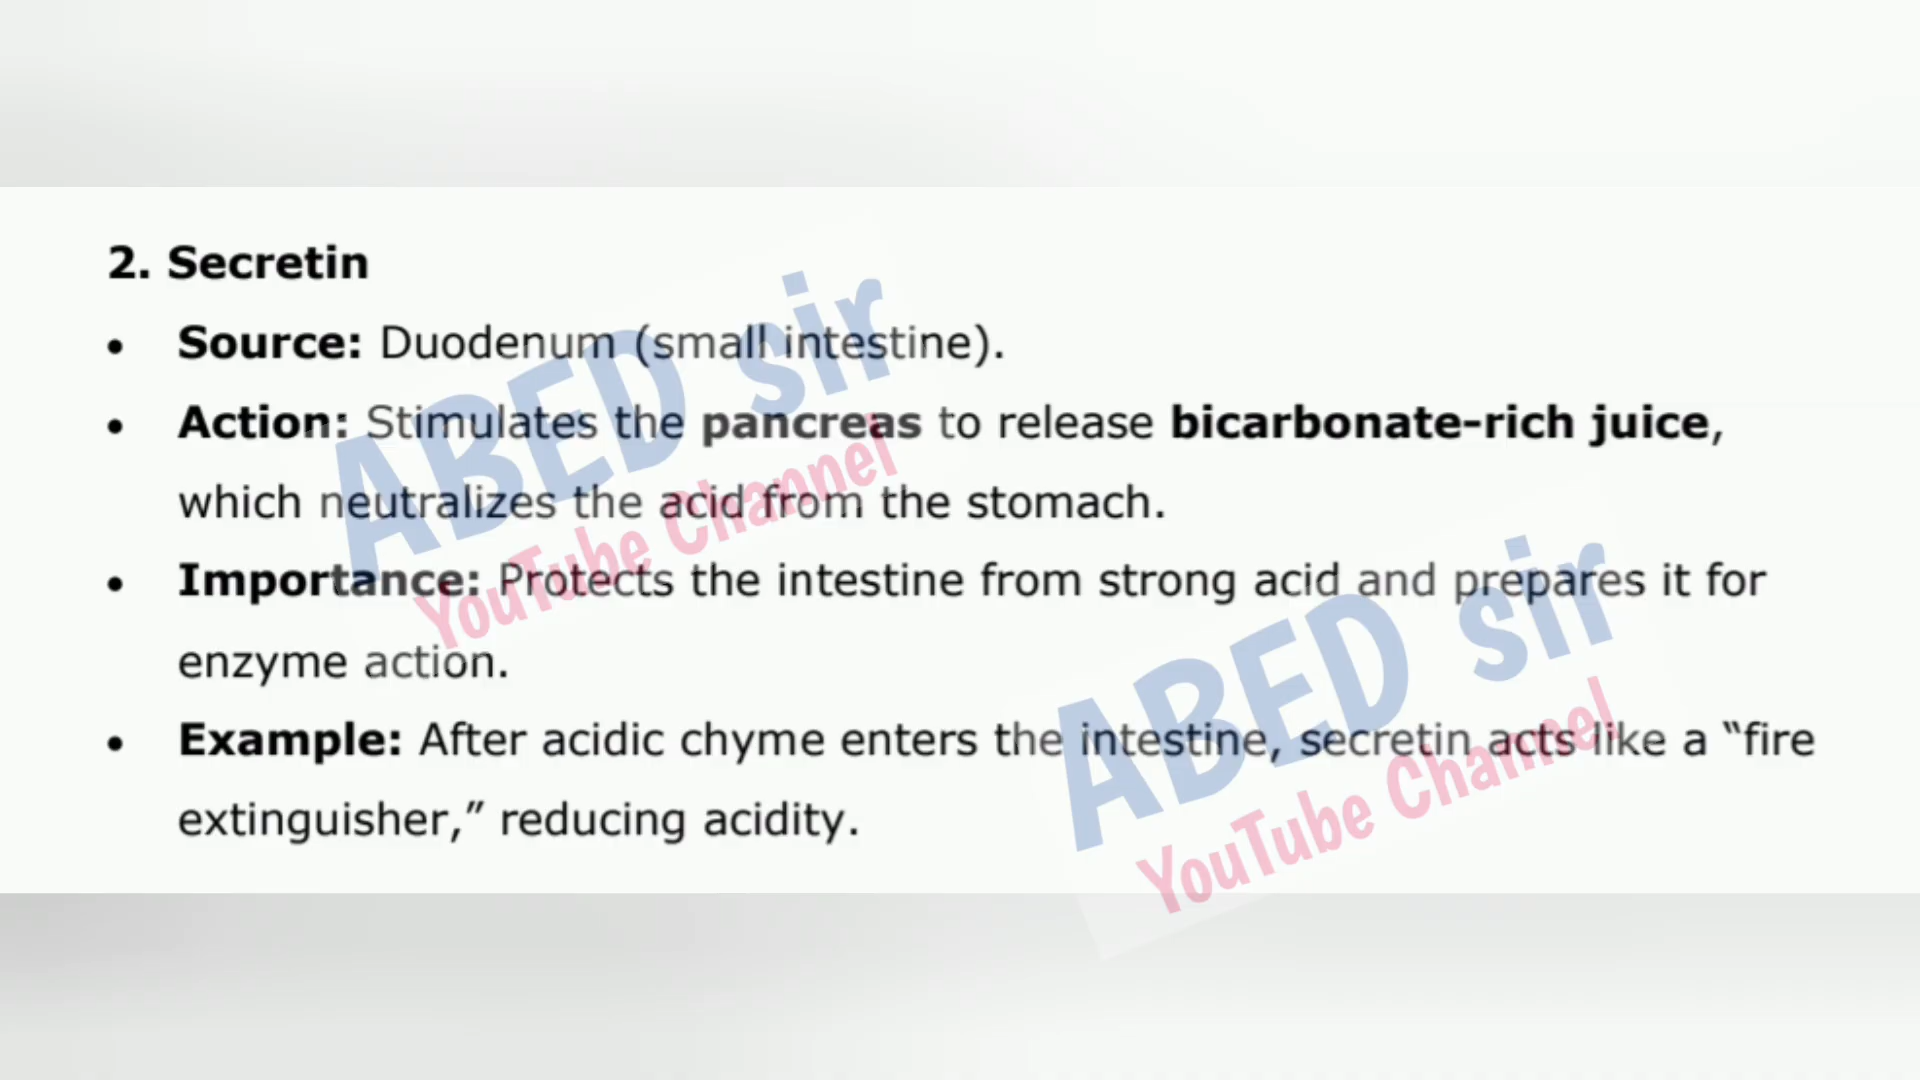 2. Secretin
• Source: Duodenum (small intestine).
• Action: Stimulates the pancreas to release bicarbonate-rich juice,
which neutralizes the acid from the stomach.
• Importance: Protects the intestine from strong acid and prepares it for
enzyme action.
• Example: After acidic chyme enters the intestine, secretin acts like a “fire
extinguisher,” reducing acidity.
ABED sir
YouTube Channel
ABED sir
YouTube Channel